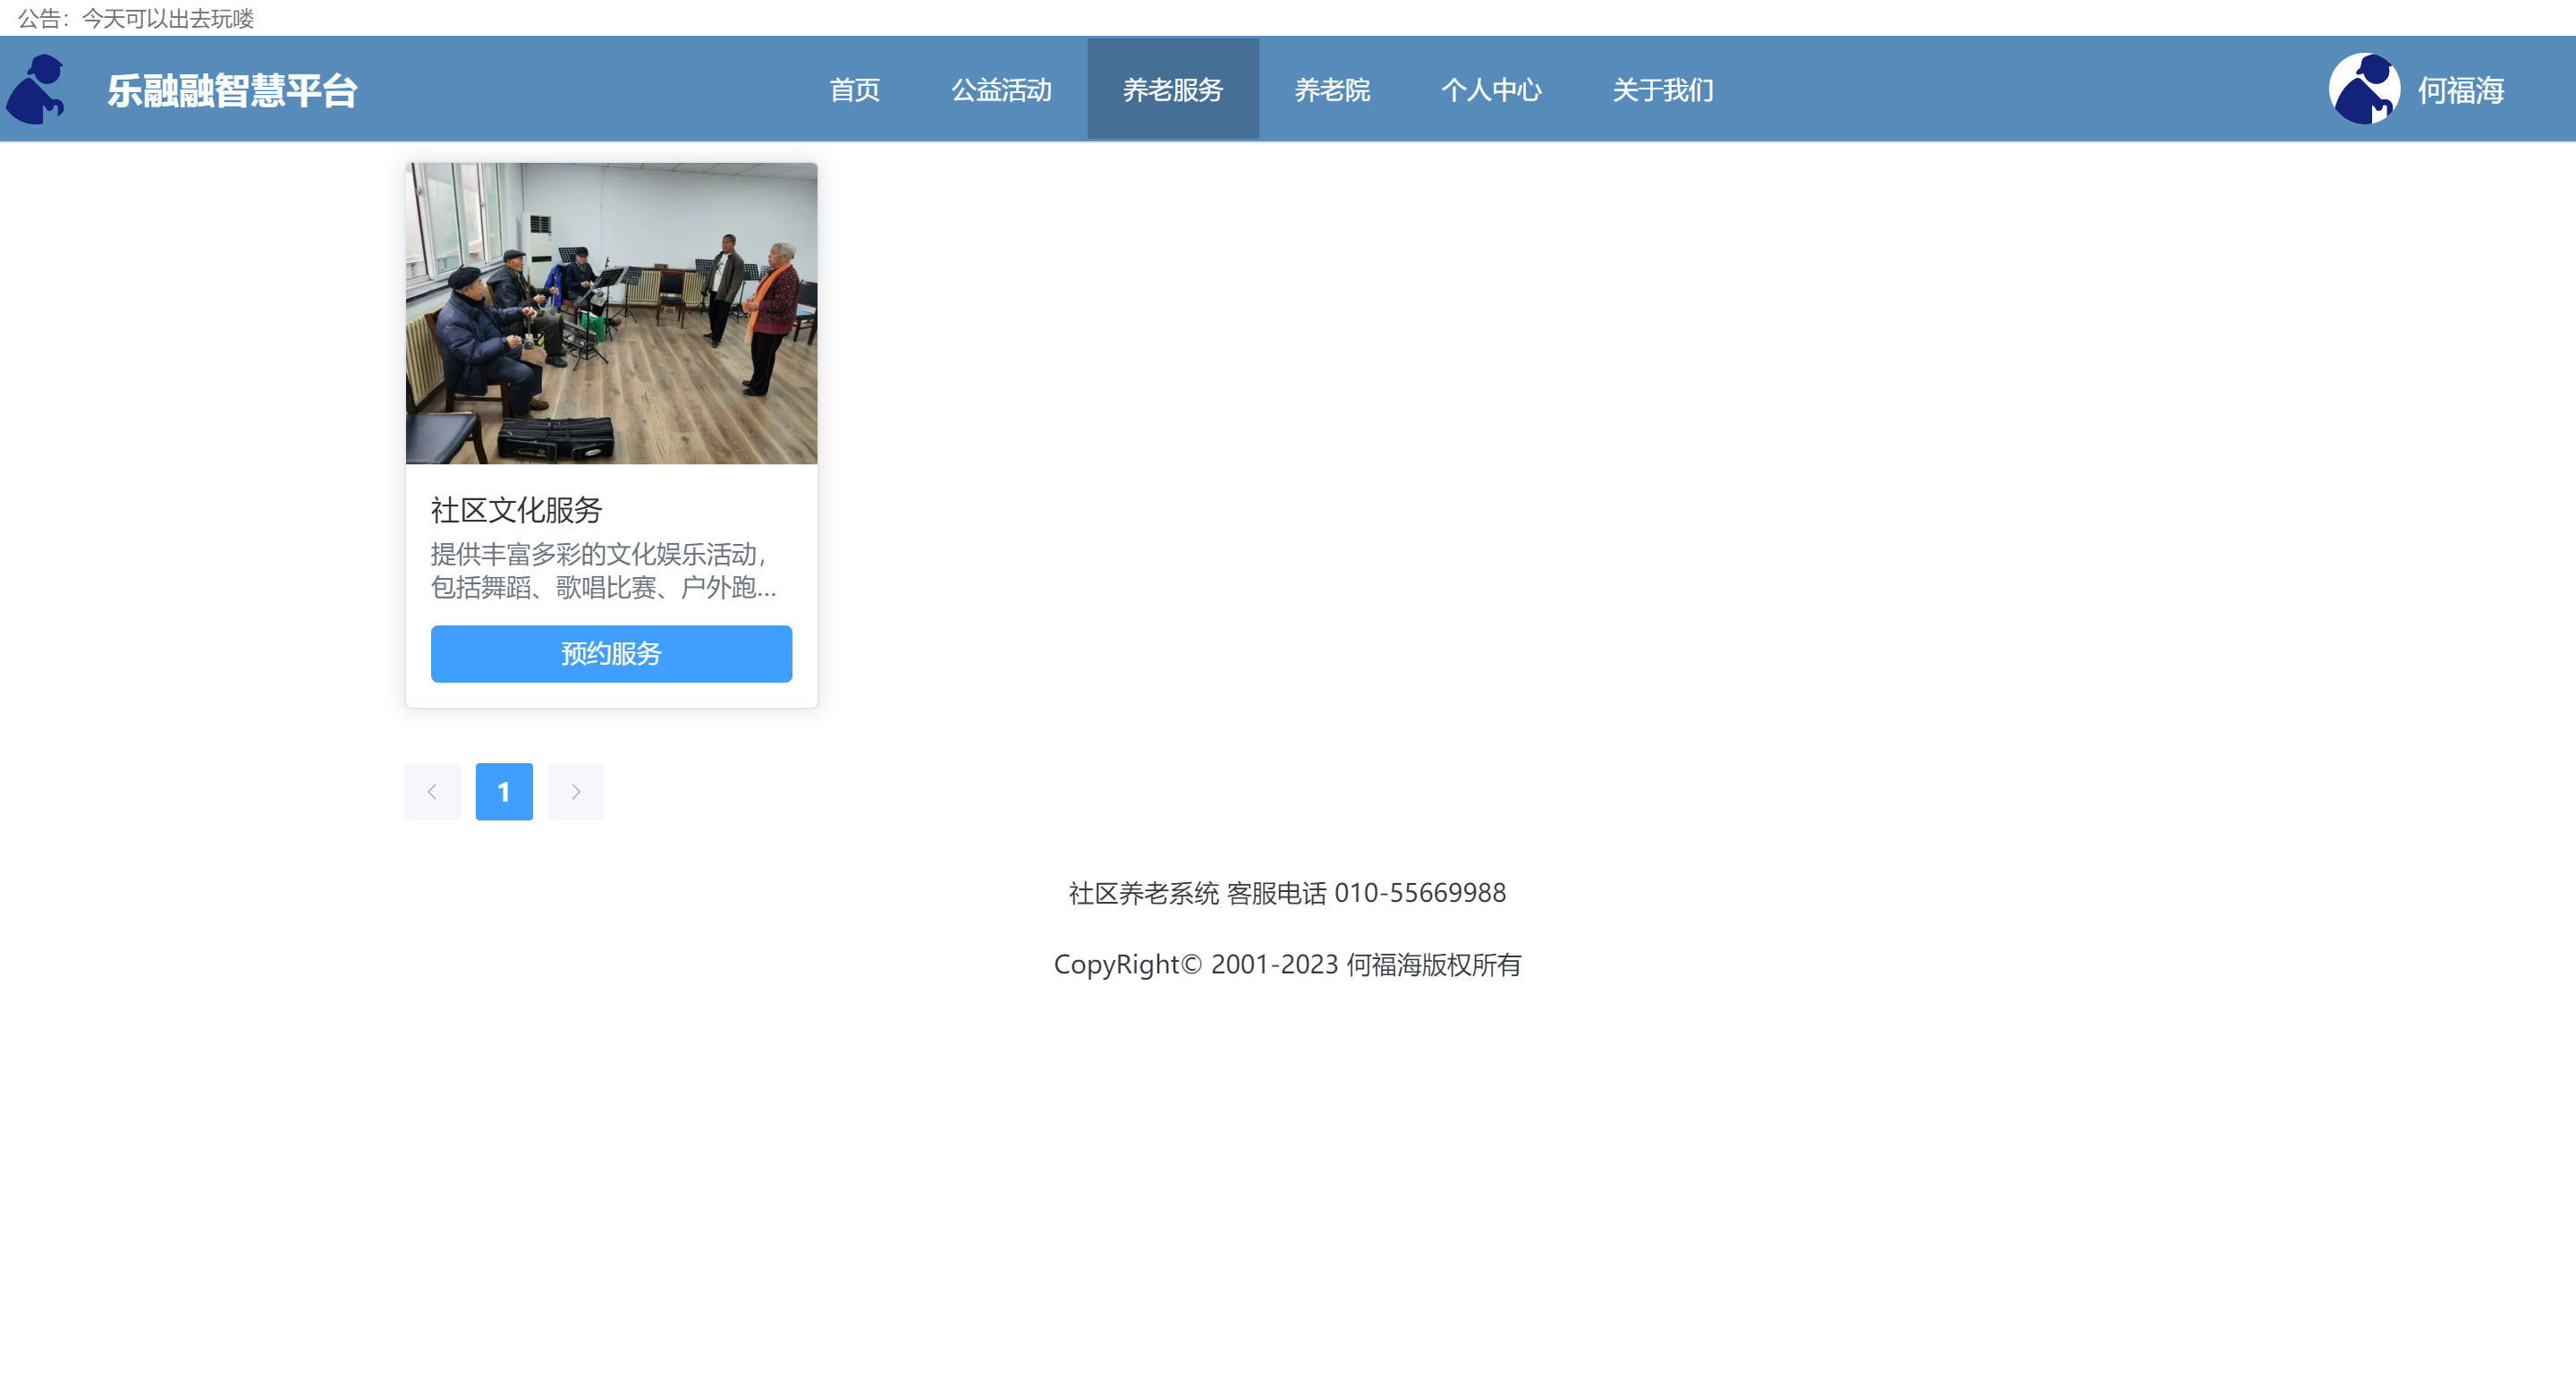 公告：今天可以出去玩喽
乐融融智慧平台
首页 公益活动 养老服务 养老院 个人中心 关于我们
何福海
社区文化服务
提供丰富多彩的文化娱乐活动，
包括舞蹈、歌唱比赛、户外跑...
预约服务
1
社区养老系统 客服电话 010-55669988
CopyRight© 2001-2023 何福海版权所有